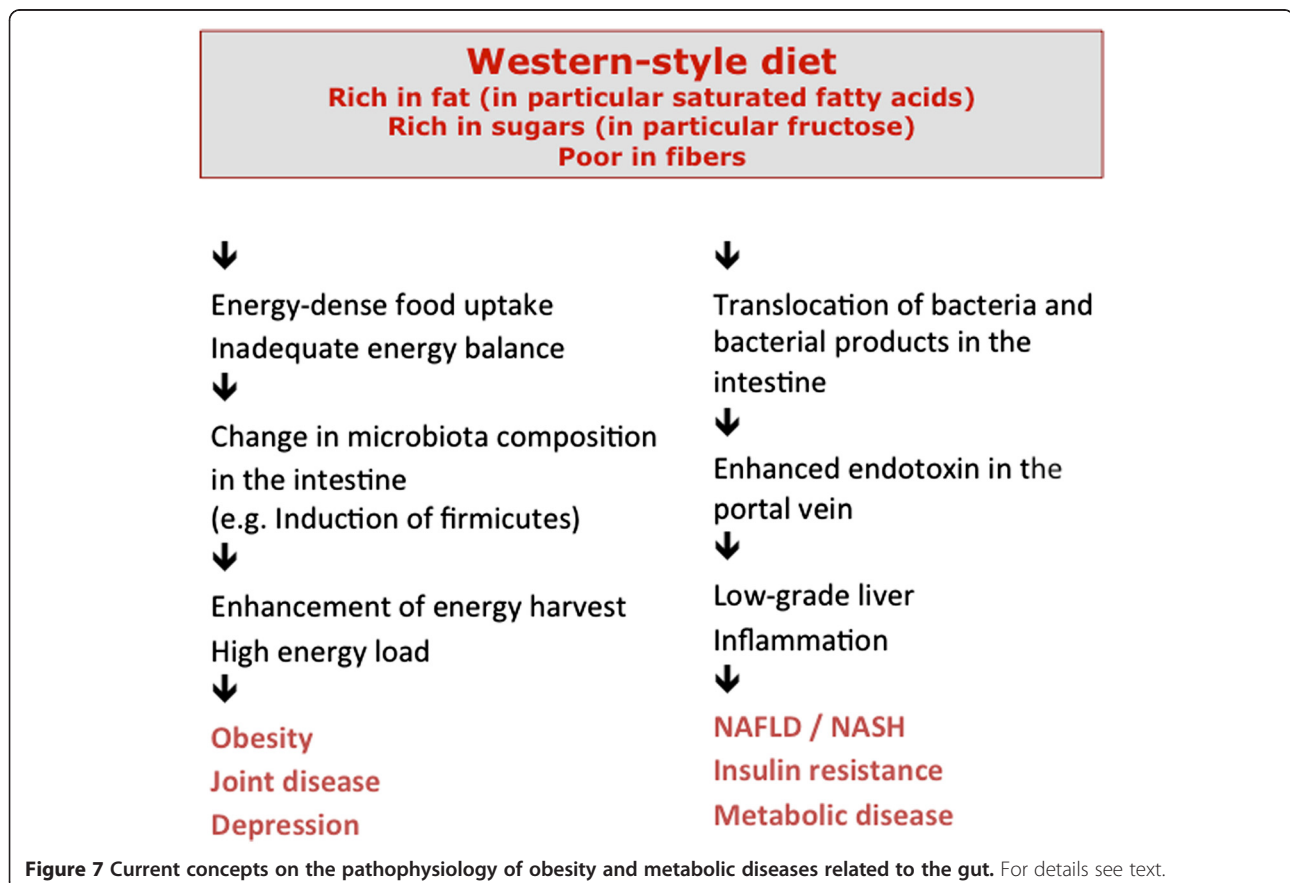 Western-style diet
Rich in fat (in particular saturated fatty acids)
Rich in sugars (in particular fructose)
Poor in fibers
Energy-dense food uptake
Inadequate energy balance
Change in microbiota composition
in the intestine
(e.g. Induction of firmicutes)
Enhancement of energy harvest
High energy load
Obesity
Joint disease
Depression
Translocation of bacteria and
bacterial products in the
intestine
Enhanced endotoxin in the
portal vein
Low-grade liver
Inflammation
NAFLD / NASH
Insulin resistance
Metabolic disease
Figure 7 Current concepts on the pathophysiology of obesity and metabolic diseases related to the gut. For details see text.